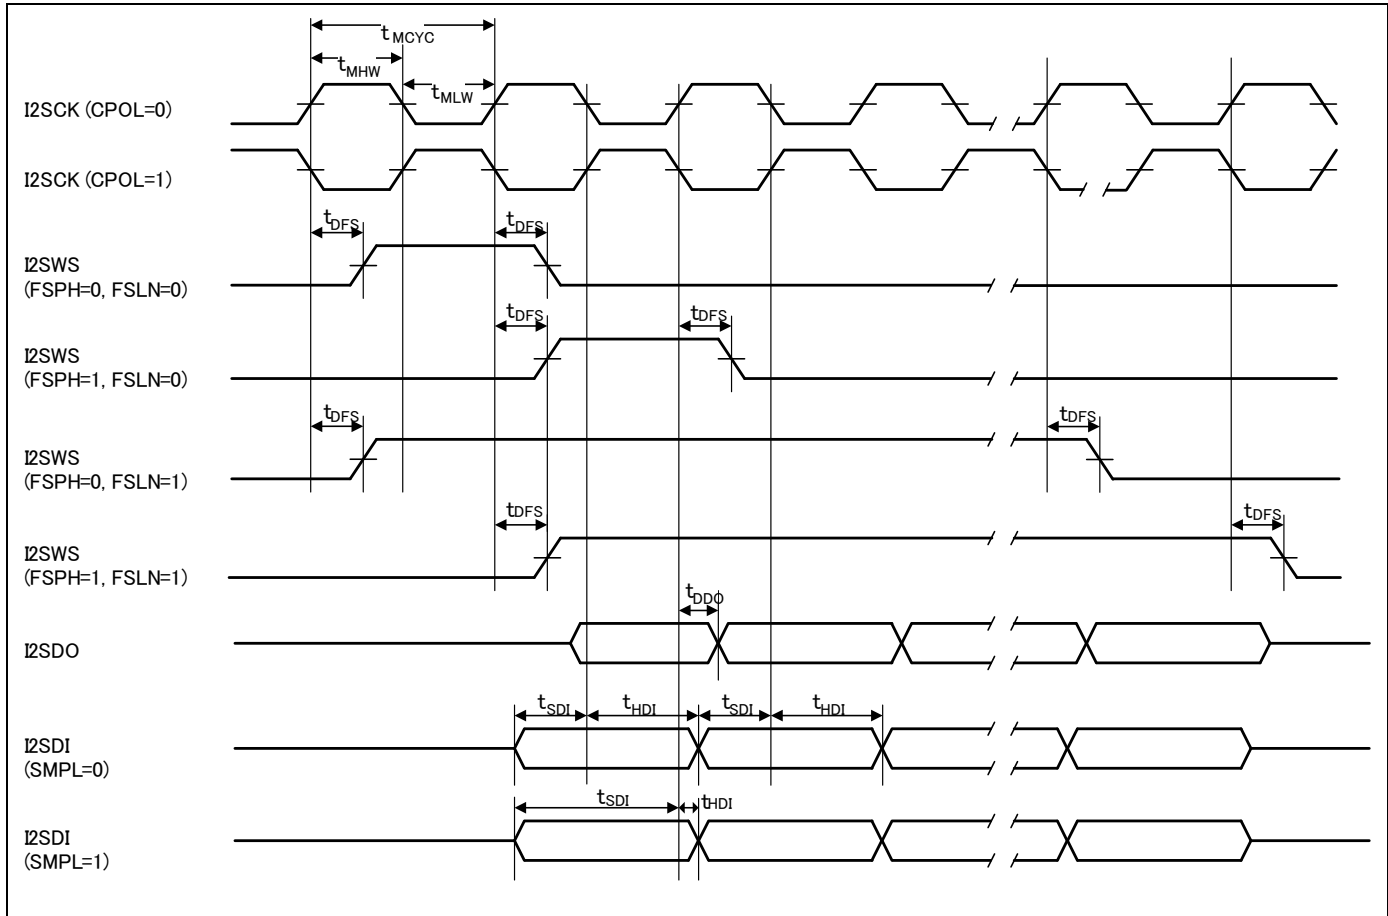 tMCYC
tMHW
tMLW
I2SCK (CPOL=0)
I2SCK (CPOL=1)
tDFS tDFS
I2SWS
(FSPH=0, FSLN=0)
tDFS tDFS
I2SWS
(FSPH=1, FSLN=0)
tDFS tDFS
I2SWS
(FSPH=0, FSLN=1)
tDFS tDFS
I2SWS
(FSPH=1, FSLN=1)
tDDO
I2SDO
tSDI tHDI tSDI tHDI
I2SDI
(SMPL=0)
tSDI tHDI
I2SDI
(SMPL=1)